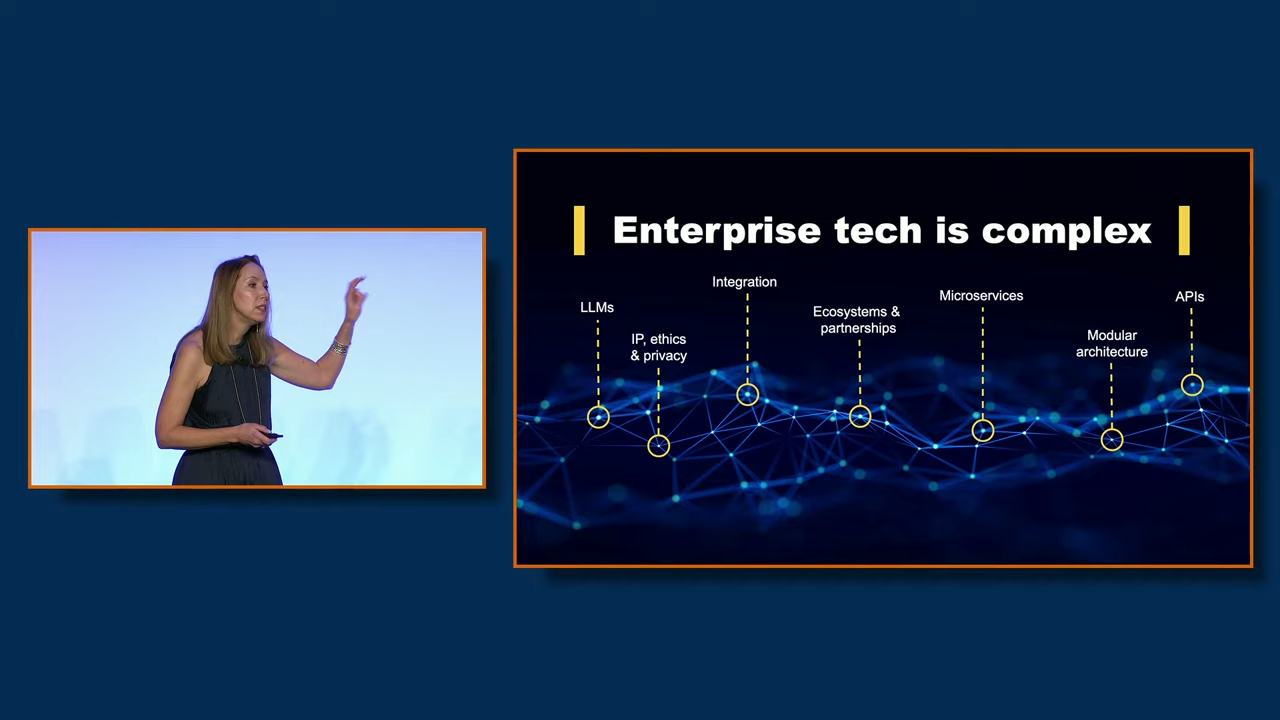 Enterprise tech is complex
LLMs
IP, ethics
& privacy
Integration
Ecosystems &
partnerships
Microservices
Modular
architecture
APIs